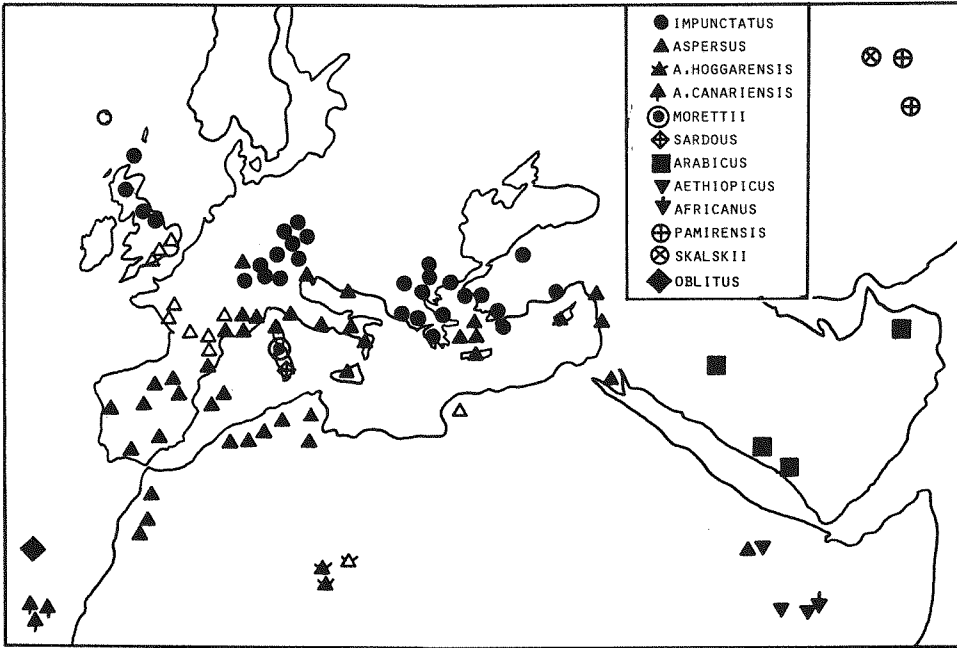 IMPUNCTATUS
ASPERSUS
A.HOGGARENSIS
A.CANARIENSIS
MORETTII
SARDOUS
ARABICUS
AETHIOPICUS
AFRICANUS
PAMIRENSIS
SKALSKII
OBLITUS